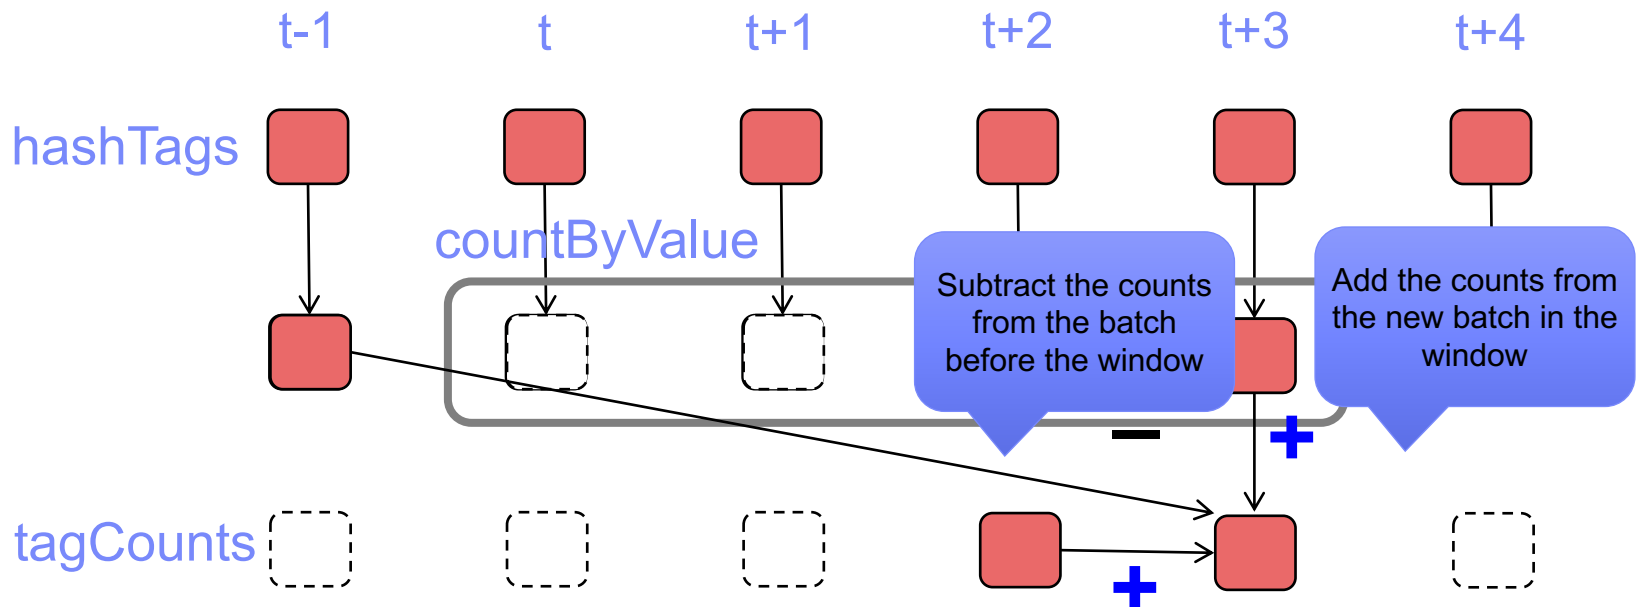 t-1 t t+1 t+2 t+3 t+4
hashTags
countByValue
Subtract the counts
from the batch
before the window
Add the counts from
the new batch in the
window
− +
tagCounts
+